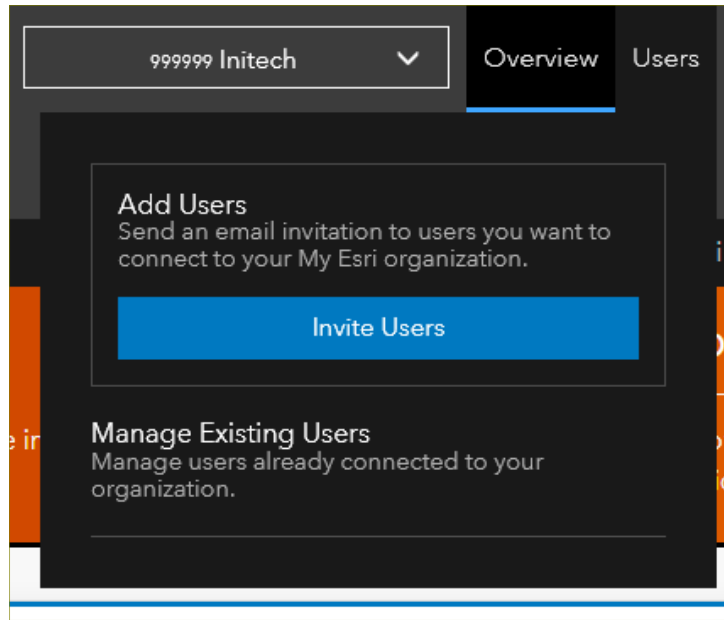 999999 Initech
Overview
Users
Add Users
Send an email invitation to users you want to
connect to your My Esri organization.
Invite Users
Manage Existing Users
Manage users already connected to your
organization.